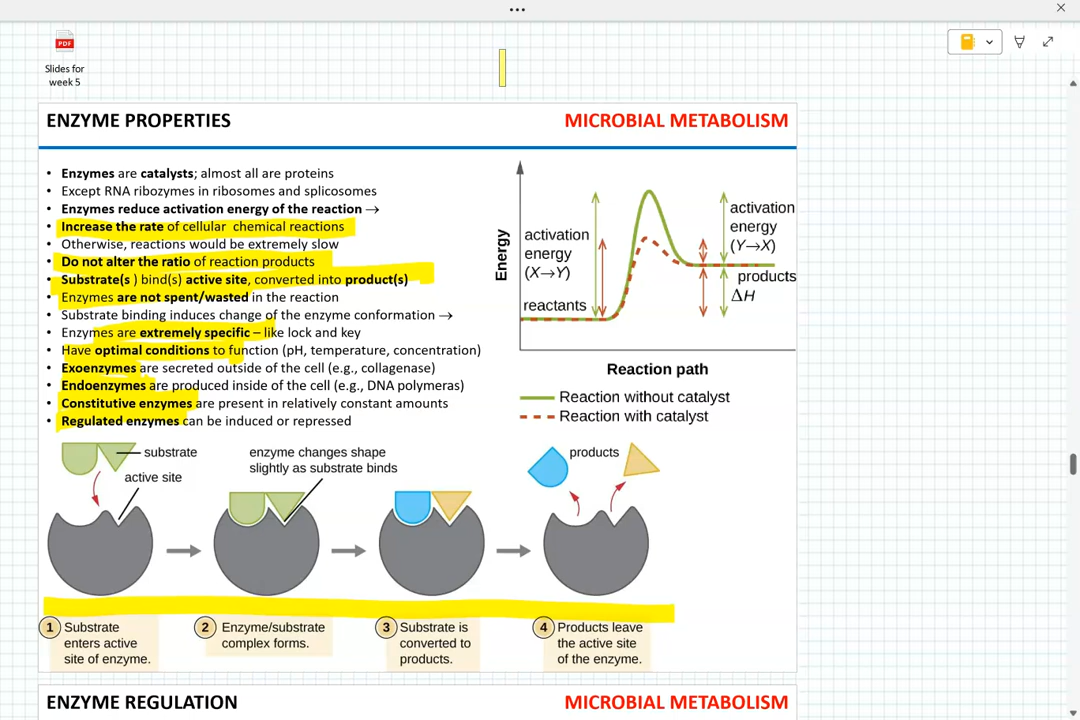 PDF
Slides for
week 5
ENZYME PROPERTIES
MICROBIAL METABOLISM
• Enzymes are catalysts; almost all are proteins
• Except RNA ribozymes in ribosomes and splicosomes
• Enzymes reduce activation energy of the reaction →
• Increase the rate of cellular chemical reactions
• Otherwise, reactions would be extremely slow
• Do not alter the ratio of reaction products
• Substrate(s ) bind(s) active site, converted into product(s)
• Enzymes are not spent/wasted in the reaction
• Substrate binding induces change of the enzyme conformation →
• Enzymes are extremely specific – like lock and key
• Have optimal conditions to function (pH, temperature, concentration)
• Exoenzymes are secreted outside of the cell (e.g., collagenase)
• Endoenzymes are produced inside of the cell (e.g., DNA polymeras)
• Constitutive enzymes are present in relatively constant amounts
• Regulated enzymes can be induced or repressed
Energy
activation
energy
(X→Y)
reactants
activation
energy
(Y→X)
products
ΔH
Reaction path
Reaction without catalyst
Reaction with catalyst
substrate
active site
enzyme changes shape
slightly as substrate binds
products
1 Substrate
enters active
site of enzyme.
2 Enzyme/substrate
complex forms.
3 Substrate is
converted to
products.
4 Products leave
the active site
of the enzyme.
ENZYME REGULATION
MICROBIAL METABOLISM